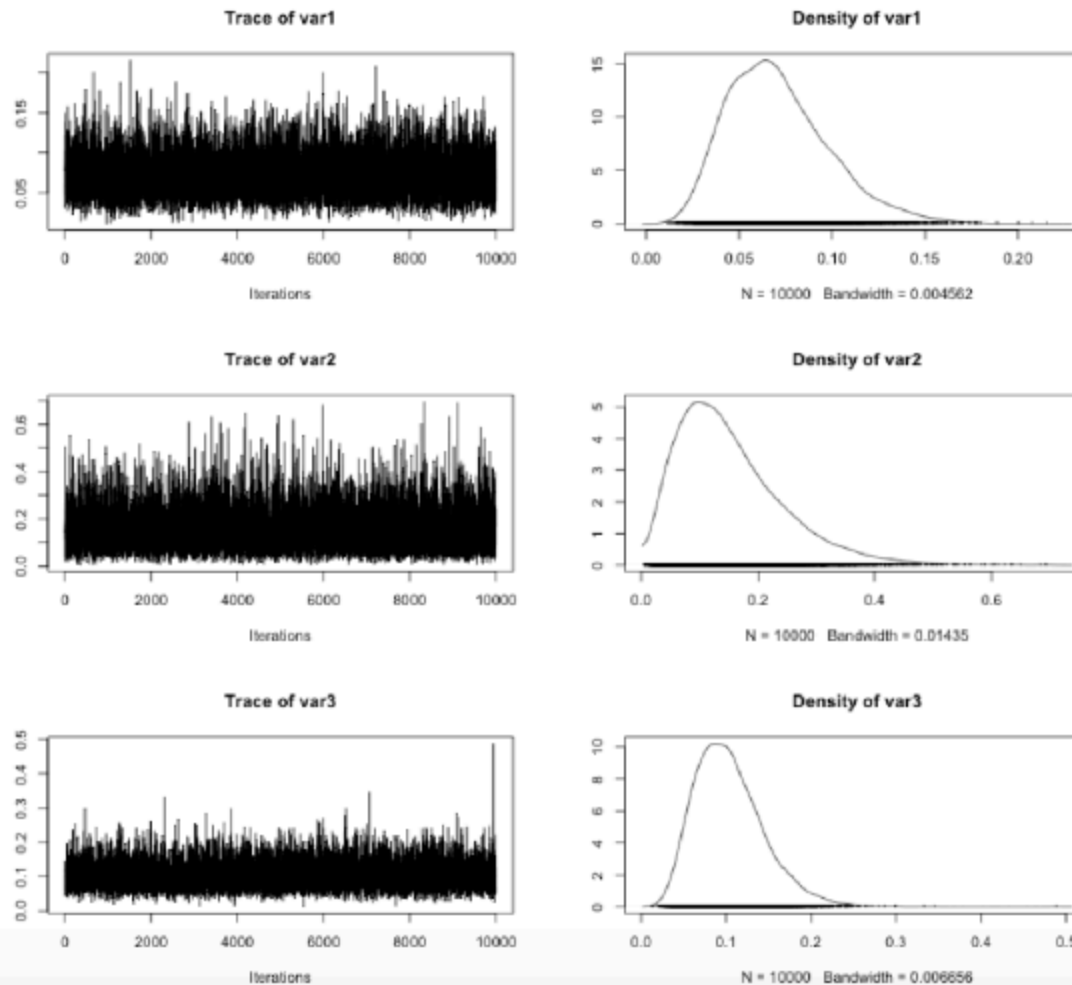 Trace of var1
Density of var1
0.05 0.15
0 5 10 15
0 2000 4000 6000 8000 10000
0.00 0.05 0.10 0.15 0.20
Iterations
N = 10000 Bandwidth = 0.004562
Trace of var2
Density of var2
0.0 0.2 0.4 0.6
0 1 2 3 4 5
0 2000 4000 6000 8000 10000
0.0 0.2 0.4 0.6
Iterations
N = 10000 Bandwidth = 0.01435
Trace of var3
Density of var3
0.0 0.1 0.2 0.3 0.4 0.5
0 2 4 6 8 10
0 2000 4000 6000 8000 10000
0.0 0.1 0.2 0.3 0.4 0.5
Iterations
N = 10000 Bandwidth = 0.006656